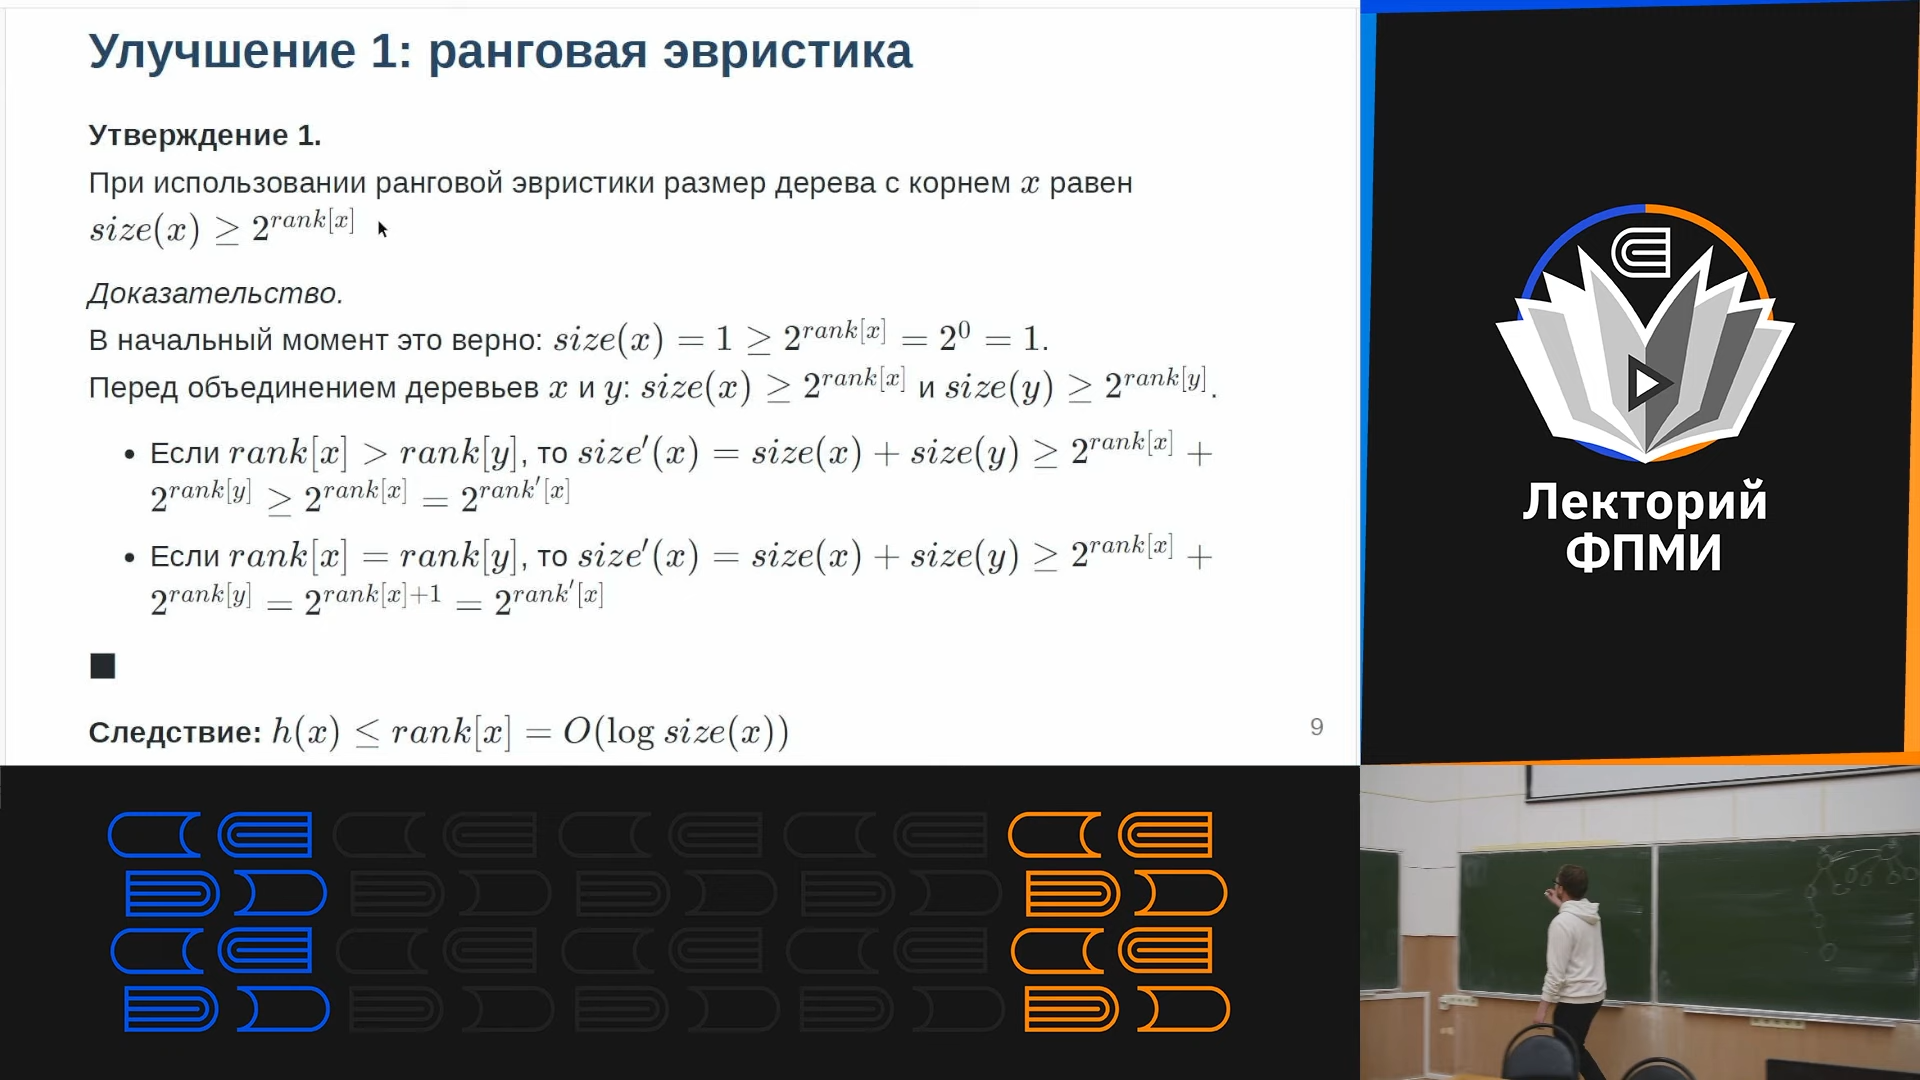 Улучшение 1: ранговая эвристика
Утверждение 1.
При использовании ранговой эвристики размер дерева с корнем x равен
size(x) ≥ 2^{rank[x]}
Доказательство.
В начальный момент это верно: size(x) = 1 ≥ 2^{rank[x]} = 2^0 = 1.
Перед объединением деревьев x и y: size(x) ≥ 2^{rank[x]} и size(y) ≥ 2^{rank[y]}.
• Если rank[x] > rank[y], то size′(x) = size(x) + size(y) ≥ 2^{rank[x]} +
2^{rank[y]} ≥ 2^{rank[x]} = 2^{rank′[x]}
• Если rank[x] = rank[y], то size′(x) = size(x) + size(y) ≥ 2^{rank[x]} +
2^{rank[y]} = 2^{rank[x]+1} = 2^{rank′[x]}
■
Следствие: h(x) ≤ rank[x] = O(log size(x))
9
Лекторий
ФПМИ